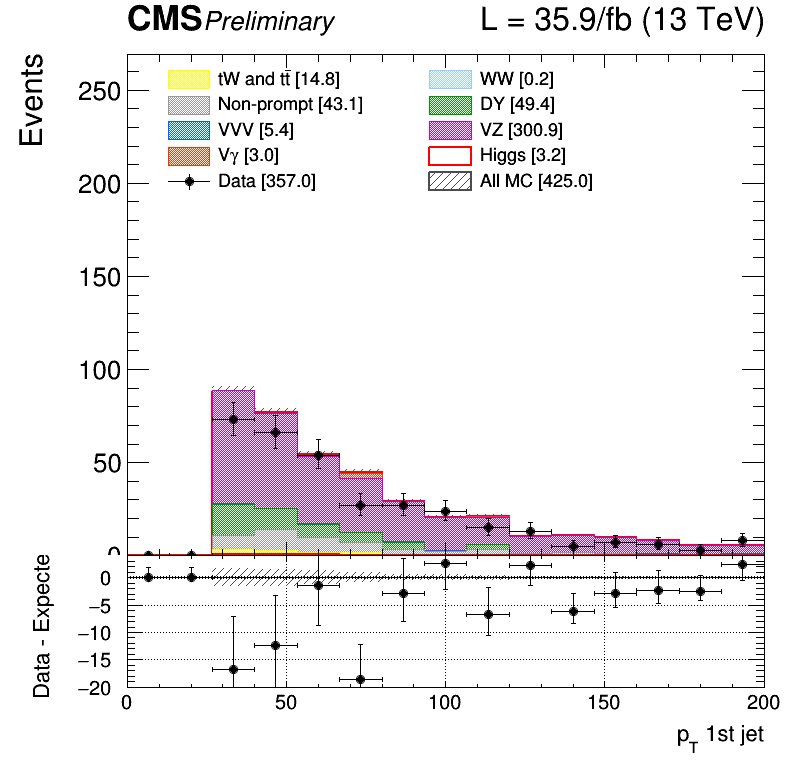 CMS Preliminary L = 35.9/fb (13 TeV)
Events
tW and tt̄ [14.8] WW [0.2]
Non-prompt [43.1] DY [49.4]
VVV [5.4] VZ [300.9]
Vγ [3.0] Higgs [3.2]
Data [357.0] All MC [425.0]
250
200
150
100
50
0
Data - Expecte
0
−5
−10
−15
−20
0 50 100 150 200
p_T 1st jet